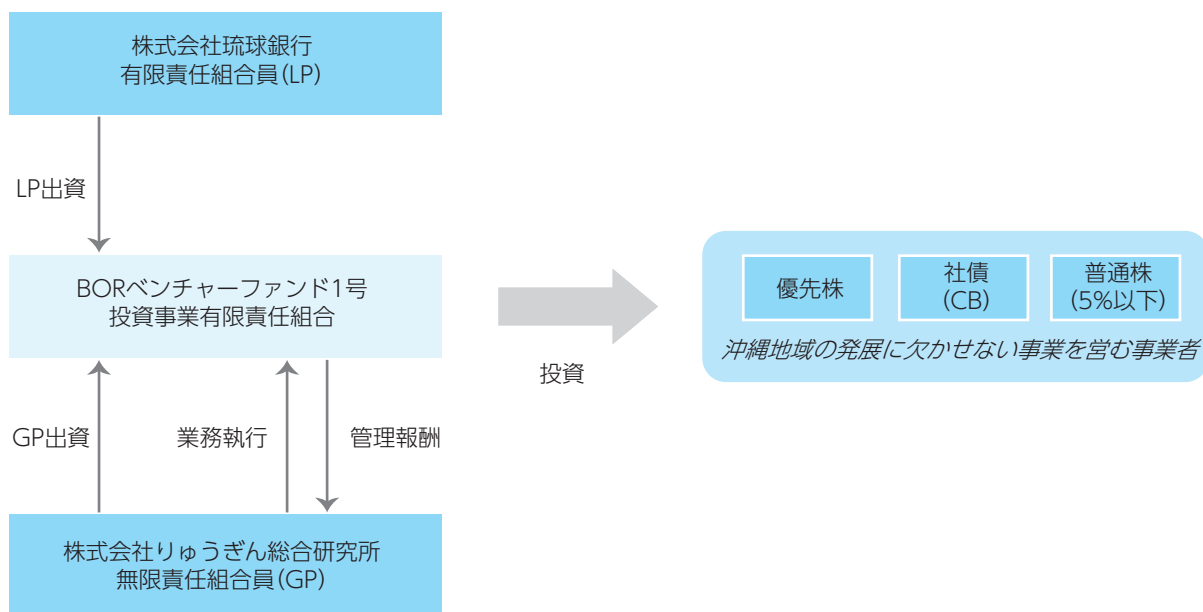 株式会社琉球銀行
有限責任組合員(LP)
LP出資
BORベンチャーファンド1号
投資事業有限責任組合
投資
優先株
社債
(CB)
普通株
(5%以下)
沖縄地域の発展に欠かせない事業を営む事業者
GP出資
業務執行
管理報酬
株式会社りゅうぎん総合研究所
無限責任組合員(GP)